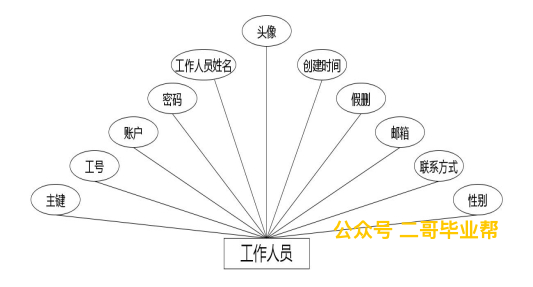 头像
工作人员姓名
创建时间
密码
假删
账户
邮箱
工号
联系方式
主键
性别
公众号 二哥毕业帮
工作人员